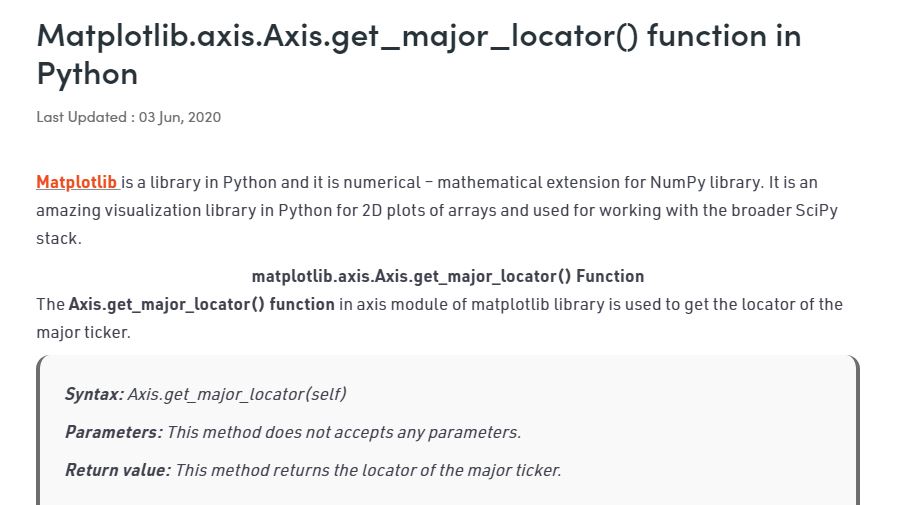 Matplotlib.axis.Axis.get_major_locator() function in
Python
Last Updated : 03 Jun, 2020
Matplotlib is a library in Python and it is numerical – mathematical extension for NumPy library. It is an
amazing visualization library in Python for 2D plots of arrays and used for working with the broader SciPy
stack.
matplotlib.axis.Axis.get_major_locator() Function
The Axis.get_major_locator() function in axis module of matplotlib library is used to get the locator of the
major ticker.
Syntax: Axis.get_major_locator(self)
Parameters: This method does not accepts any parameters.
Return value: This method returns the locator of the major ticker.